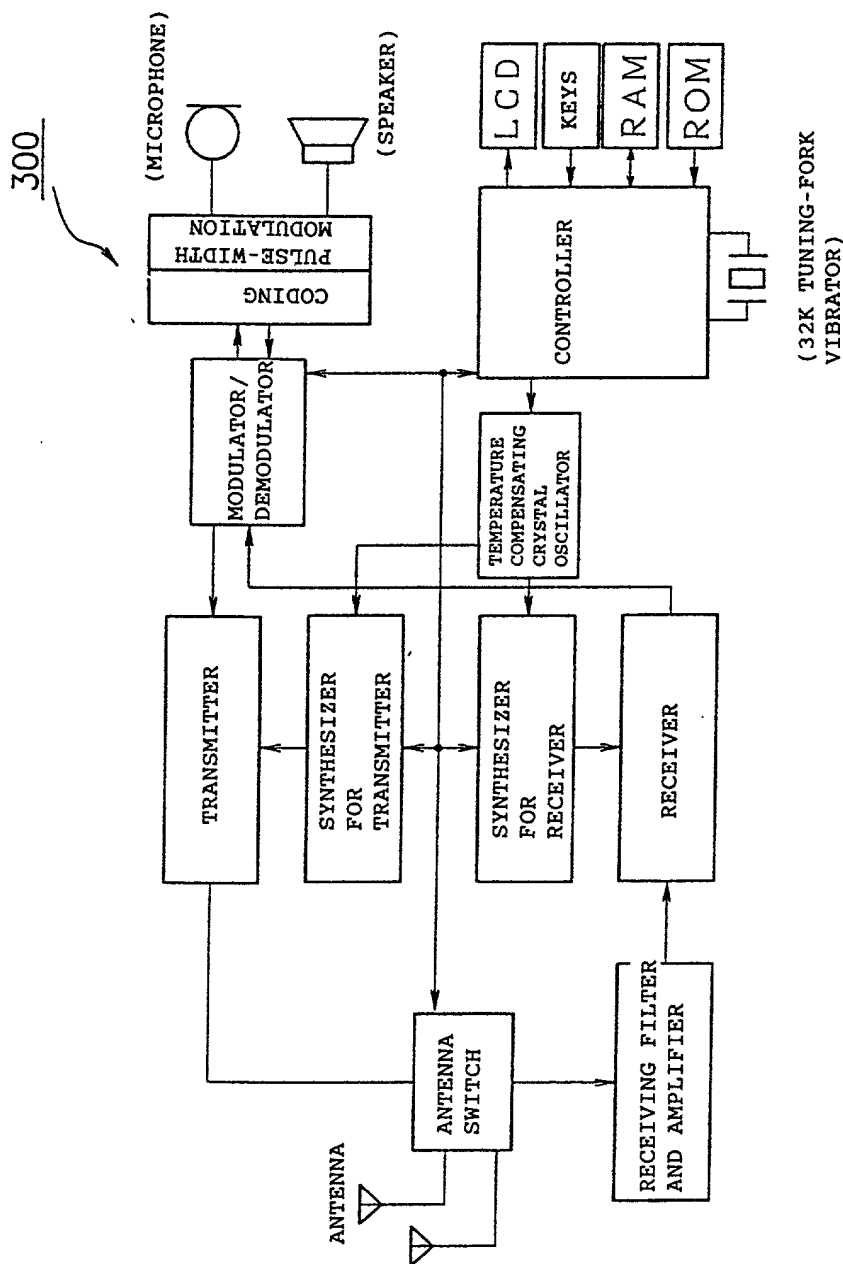 300
(MICROPHONE)
(SPEAKER)
PULSE-WIDTH
MODULATION
CODING
MODULATOR/
DEMODULATOR
LCD
KEYS
RAM
ROM
CONTROLLER
(32K TUNING-FORK
VIBRATOR)
TEMPERATURE
COMPENSATING
CRYSTAL
OSCILLATOR
TRANSMITTER
SYNTHESIZER
FOR
TRANSMITTER
SYNTHESIZER
FOR
RECEIVER
RECEIVER
ANTENNA
ANTENNA
SWITCH
RECEIVING FILTER
AND AMPLIFIER